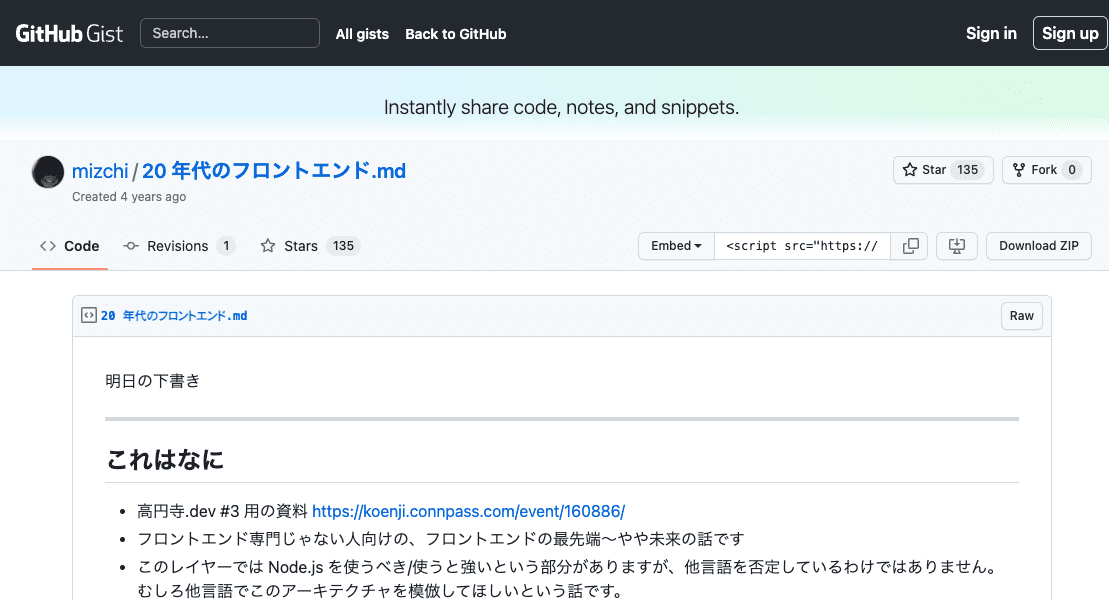 GitHub Gist Search... All gists Back to GitHub Sign in Sign up
Instantly share code, notes, and snippets.
mizchi / 20 年代のフロントエンド.md Star 135 Fork 0
Created 4 years ago
Code Revisions 1 Stars 135 Embed <script src="https:// Download ZIP
20 年代のフロントエンド.md Raw
明日の下書き
これはなに
• 高円寺.dev #3 用の資料 https://koenji.connpass.com/event/160886/
• フロントエンド専門じゃない人向けの、フロントエンドの最先端〜やや未来の話です
• このレイヤーでは Node.js を使うべき/使うと強いという部分がありますが、他言語を否定しているわけではありません。
むしろ他言語でこのアーキテクチャを模倣してほしいという話です。